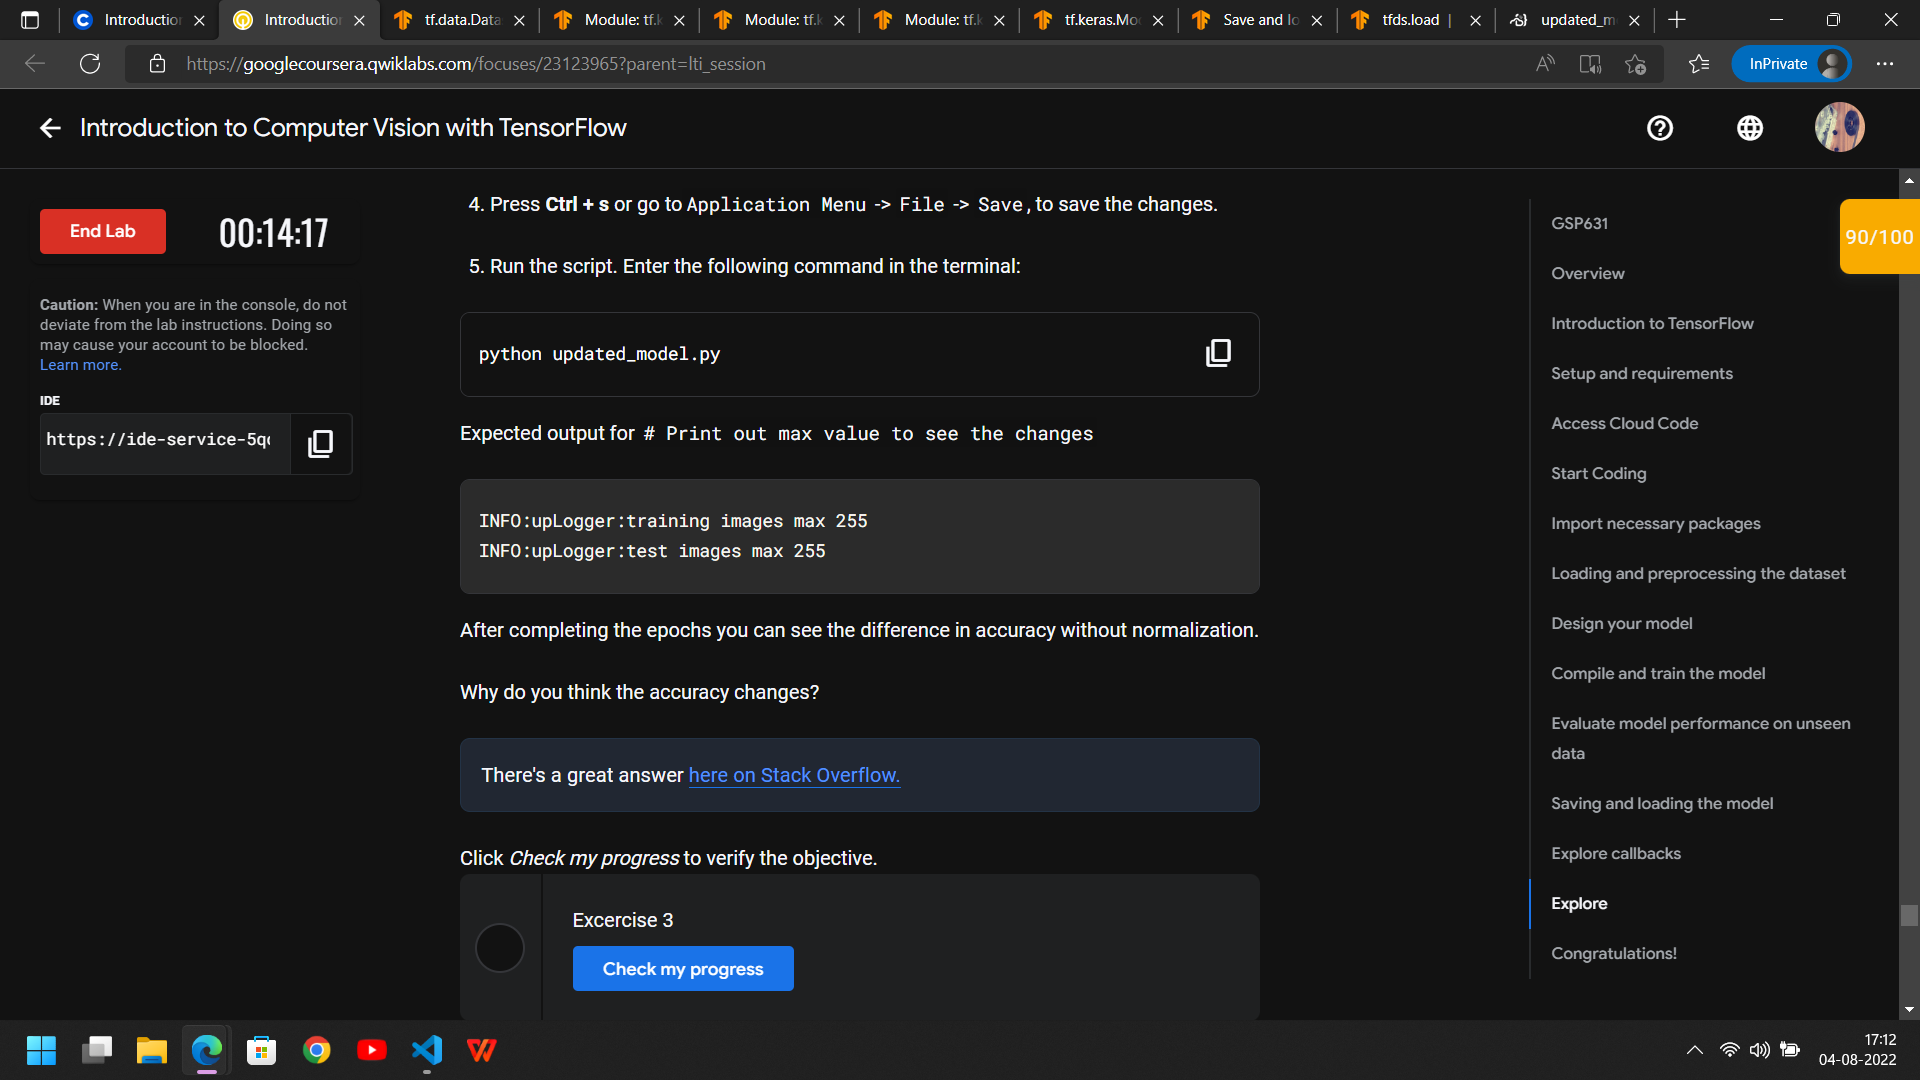 Introduction
Introduction
tf.data.Data
Module: tf.k
Module: tf.k
Module: tf.k
tf.keras.Mo
Save and lo
tfds.load |
updated_m
https://googlecoursera.qwiklabs.com/focuses/23123965?parent=lti_session
InPrivate
Introduction to Computer Vision with TensorFlow
End Lab
00:14:17
Caution: When you are in the console, do not
deviate from the lab instructions. Doing so
may cause your account to be blocked.
Learn more.
IDE
https://ide-service-5qc
4. Press Ctrl + s or go to Application Menu -> File -> Save, to save the changes.
5. Run the script. Enter the following command in the terminal:
python updated_model.py
Expected output for # Print out max value to see the changes
INFO:upLogger:training images max 255
INFO:upLogger:test images max 255
After completing the epochs you can see the difference in accuracy without normalization.
Why do you think the accuracy changes?
There's a great answer here on Stack Overflow.
Click Check my progress to verify the objective.
Excercise 3
Check my progress
GSP631
Overview
Introduction to TensorFlow
Setup and requirements
Access Cloud Code
Start Coding
Import necessary packages
Loading and preprocessing the dataset
Design your model
Compile and train the model
Evaluate model performance on unseen
data
Saving and loading the model
Explore callbacks
Explore
Congratulations!
90/100
17:12
04-08-2022